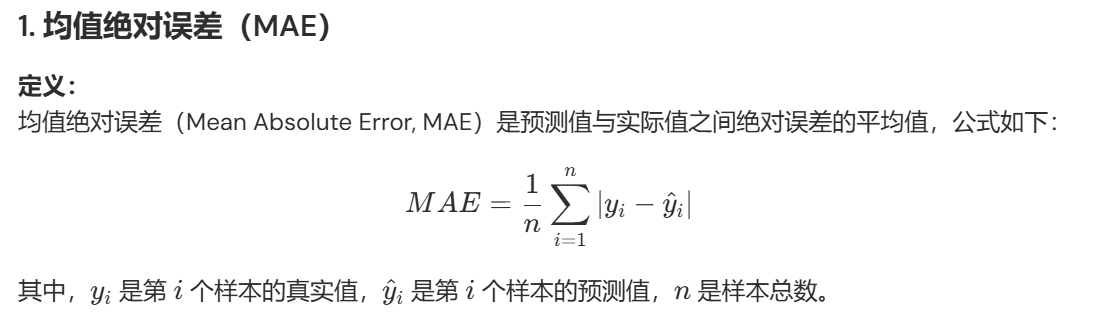 1. 均值绝对误差（MAE）
定义：
均值绝对误差（Mean Absolute Error, MAE）是预测值与实际值之间绝对误差的平均值，公式如下：
$MAE = \frac{1}{n} \sum_{i=1}^{n} |y_i - \hat{y}_i|$
其中，$y_i$ 是第 $i$ 个样本的真实值，$\hat{y}_i$ 是第 $i$ 个样本的预测值，$n$ 是样本总数。